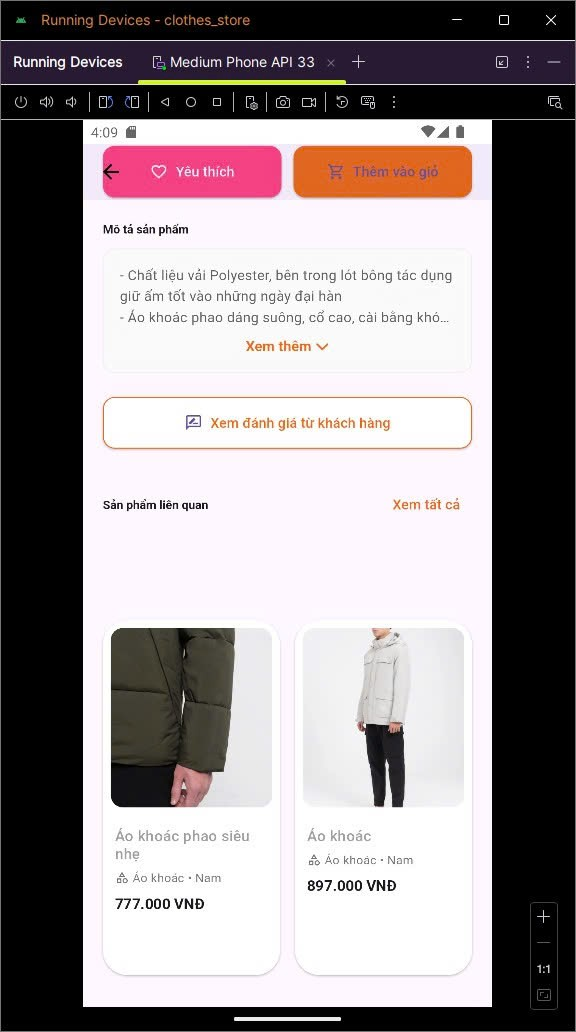 Running Devices - clothes_store
Running Devices
Medium Phone API 33
4:09
Yêu thích
Thêm vào giỏ
Mô tả sản phẩm
- Chất liệu vải Polyester, bên trong lót bông tác dụng
giữ ấm tốt vào những ngày đại hàn
- Áo khoác phao dáng suông, cổ cao, cài bằng khó...
Xem thêm
Xem đánh giá từ khách hàng
Sản phẩm liên quan
Xem tất cả
Áo khoác phao siêu
nhẹ
Áo khoác • Nam
777.000 VNĐ
Áo khoác
Áo khoác • Nam
897.000 VNĐ
1:1